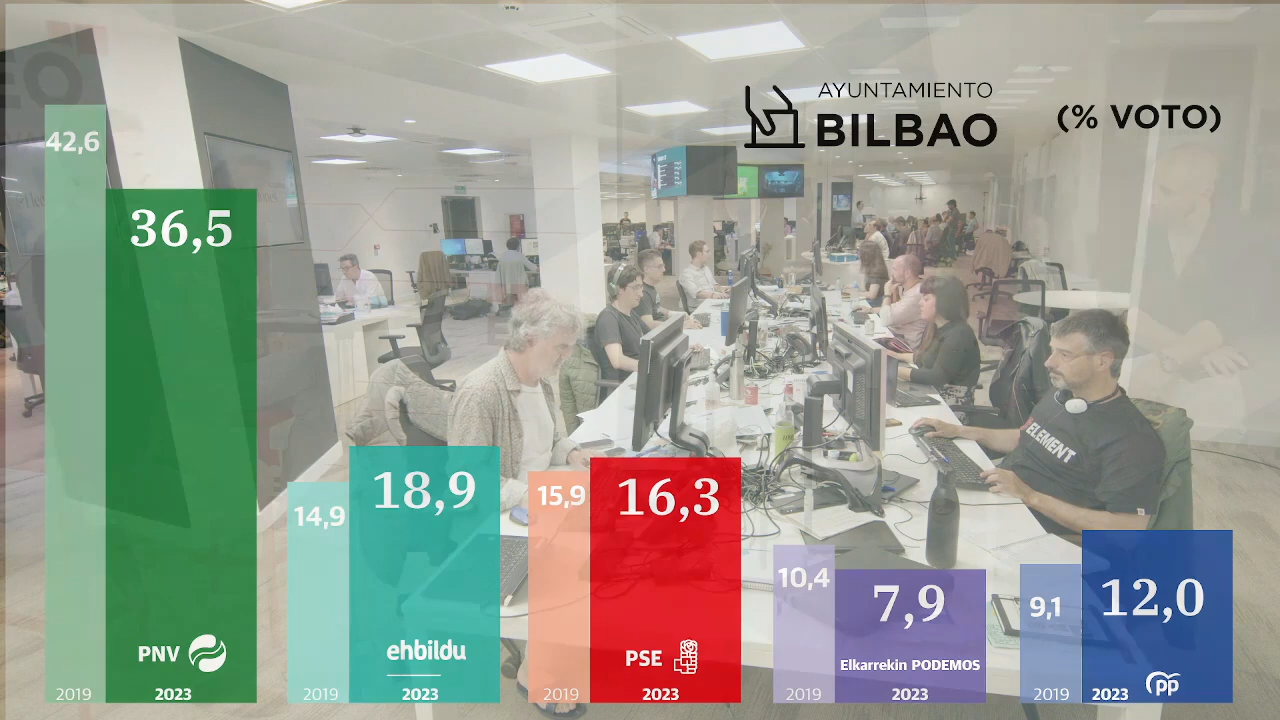 AYUNTAMIENTO
BILBAO
(% VOTO)
42,6
36,5
PNV
2019
2023
14,9
18,9
ehbildu
2019
2023
15,9
16,3
PSE
2019
2023
10,4
7,9
Elkarrekin PODEMOS
2019
2023
9,1
12,0
pp
2019
2023
ELEMENT